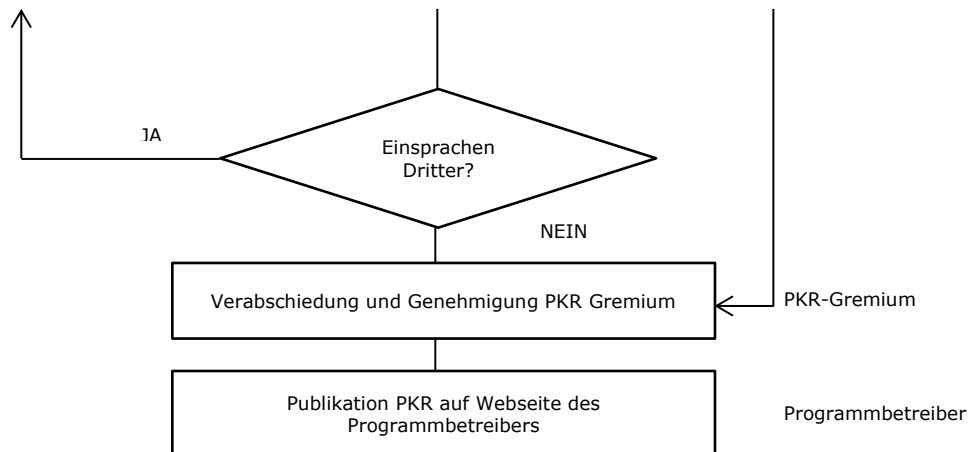 JA
Einsprachen
Dritter?
NEIN
Verabschiedung und Genehmigung PKR Gremium
PKR-Gremium
Publikation PKR auf Webseite des
Programmbetreibers
Programmbetreiber